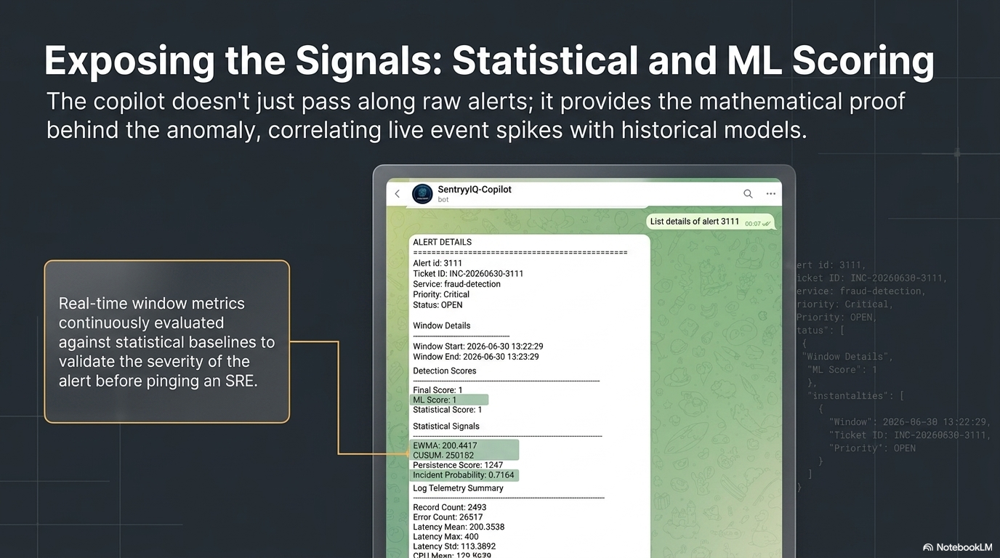 Exposing the Signals: Statistical and ML Scoring
The copilot doesn't just pass along raw alerts; it provides the mathematical proof
behind the anomaly, correlating live event spikes with historical models.
Real-time window metrics
continuously evaluated
against statistical baselines to
validate the severity of the
alert before pinging an SRE.
SentryyIQ-Copilot
bot
List details of alert 3111 00:07
ALERT DETAILS
==============================================
Alert id: 3111
Ticket ID: INC-20260630-3111
Service: fraud-detection
Priority: Critical
Status: OPEN
Window Details
Window Start: 2026-06-30 13:22:29
Window End: 2026-06-30 13:23:29
Detection Scores
Final Score: 1
ML Score: 1
Statistical Score: 1
Statistical Signals
EWMA: 200.4417
CUSUM. 250182
Persistence Score: 1247
Incident Probability: 0.7164
Log Telemetry Summary
Record Count: 2493
Error Count: 26517
Latency Mean: 200.3538
Latency Max: 400
Latency Std: 113.3892
CPU Mean:
ert id: 3111,
icket ID: INC-20260630-3111,
ervice: fraud-detection,
riority: Critical,
Priority: OPEN,
tatus": [
{
"Window Details",
"ML Score": 1
},
"instantalties": [
{
"Window": 2026-06-30 13:22:29,
"Ticket ID: INC-20260630-3111,
"Priority": OPEN
}
]
}
NotebookLM